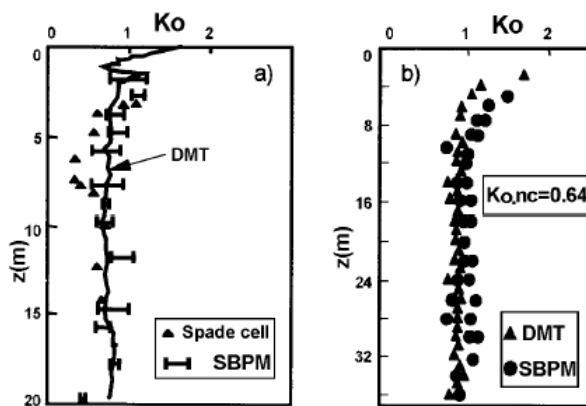 Ko
0 1 2
0
5
10
15
20
z(m)
a)
DMT
Spade cell
SBPM
Ko
0 1 2
0
8
16
24
32
z(m)
b)
Ko,nc=0.64
DMT
SBPM